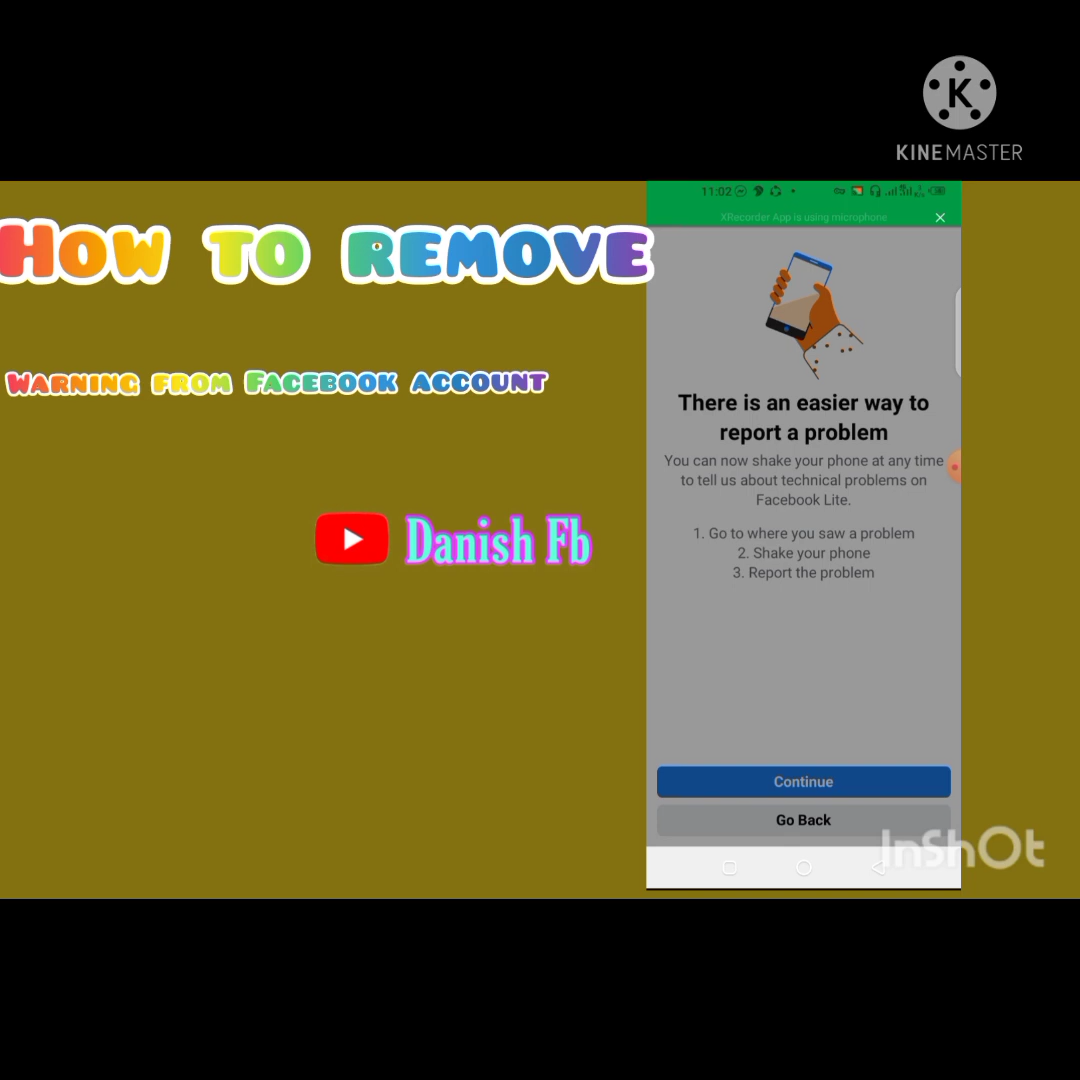 K
KINEMASTER
How to remove
Warning from Facebook account
Danish Fb
11:02
XRecorder App is using microphone
There is an easier way to
report a problem
You can now shake your phone at any time
to tell us about technical problems on
Facebook Lite.
1. Go to where you saw a problem
2. Shake your phone
3. Report the problem
Continue
Go Back
InShOt